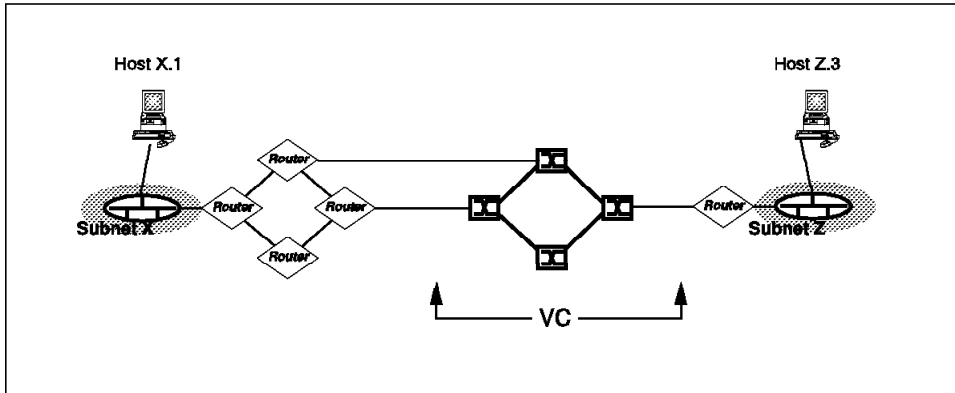 Host X.1
Host Z.3
Router
Router
Router
Router
Router
Subnet X
Subnet Z
VC